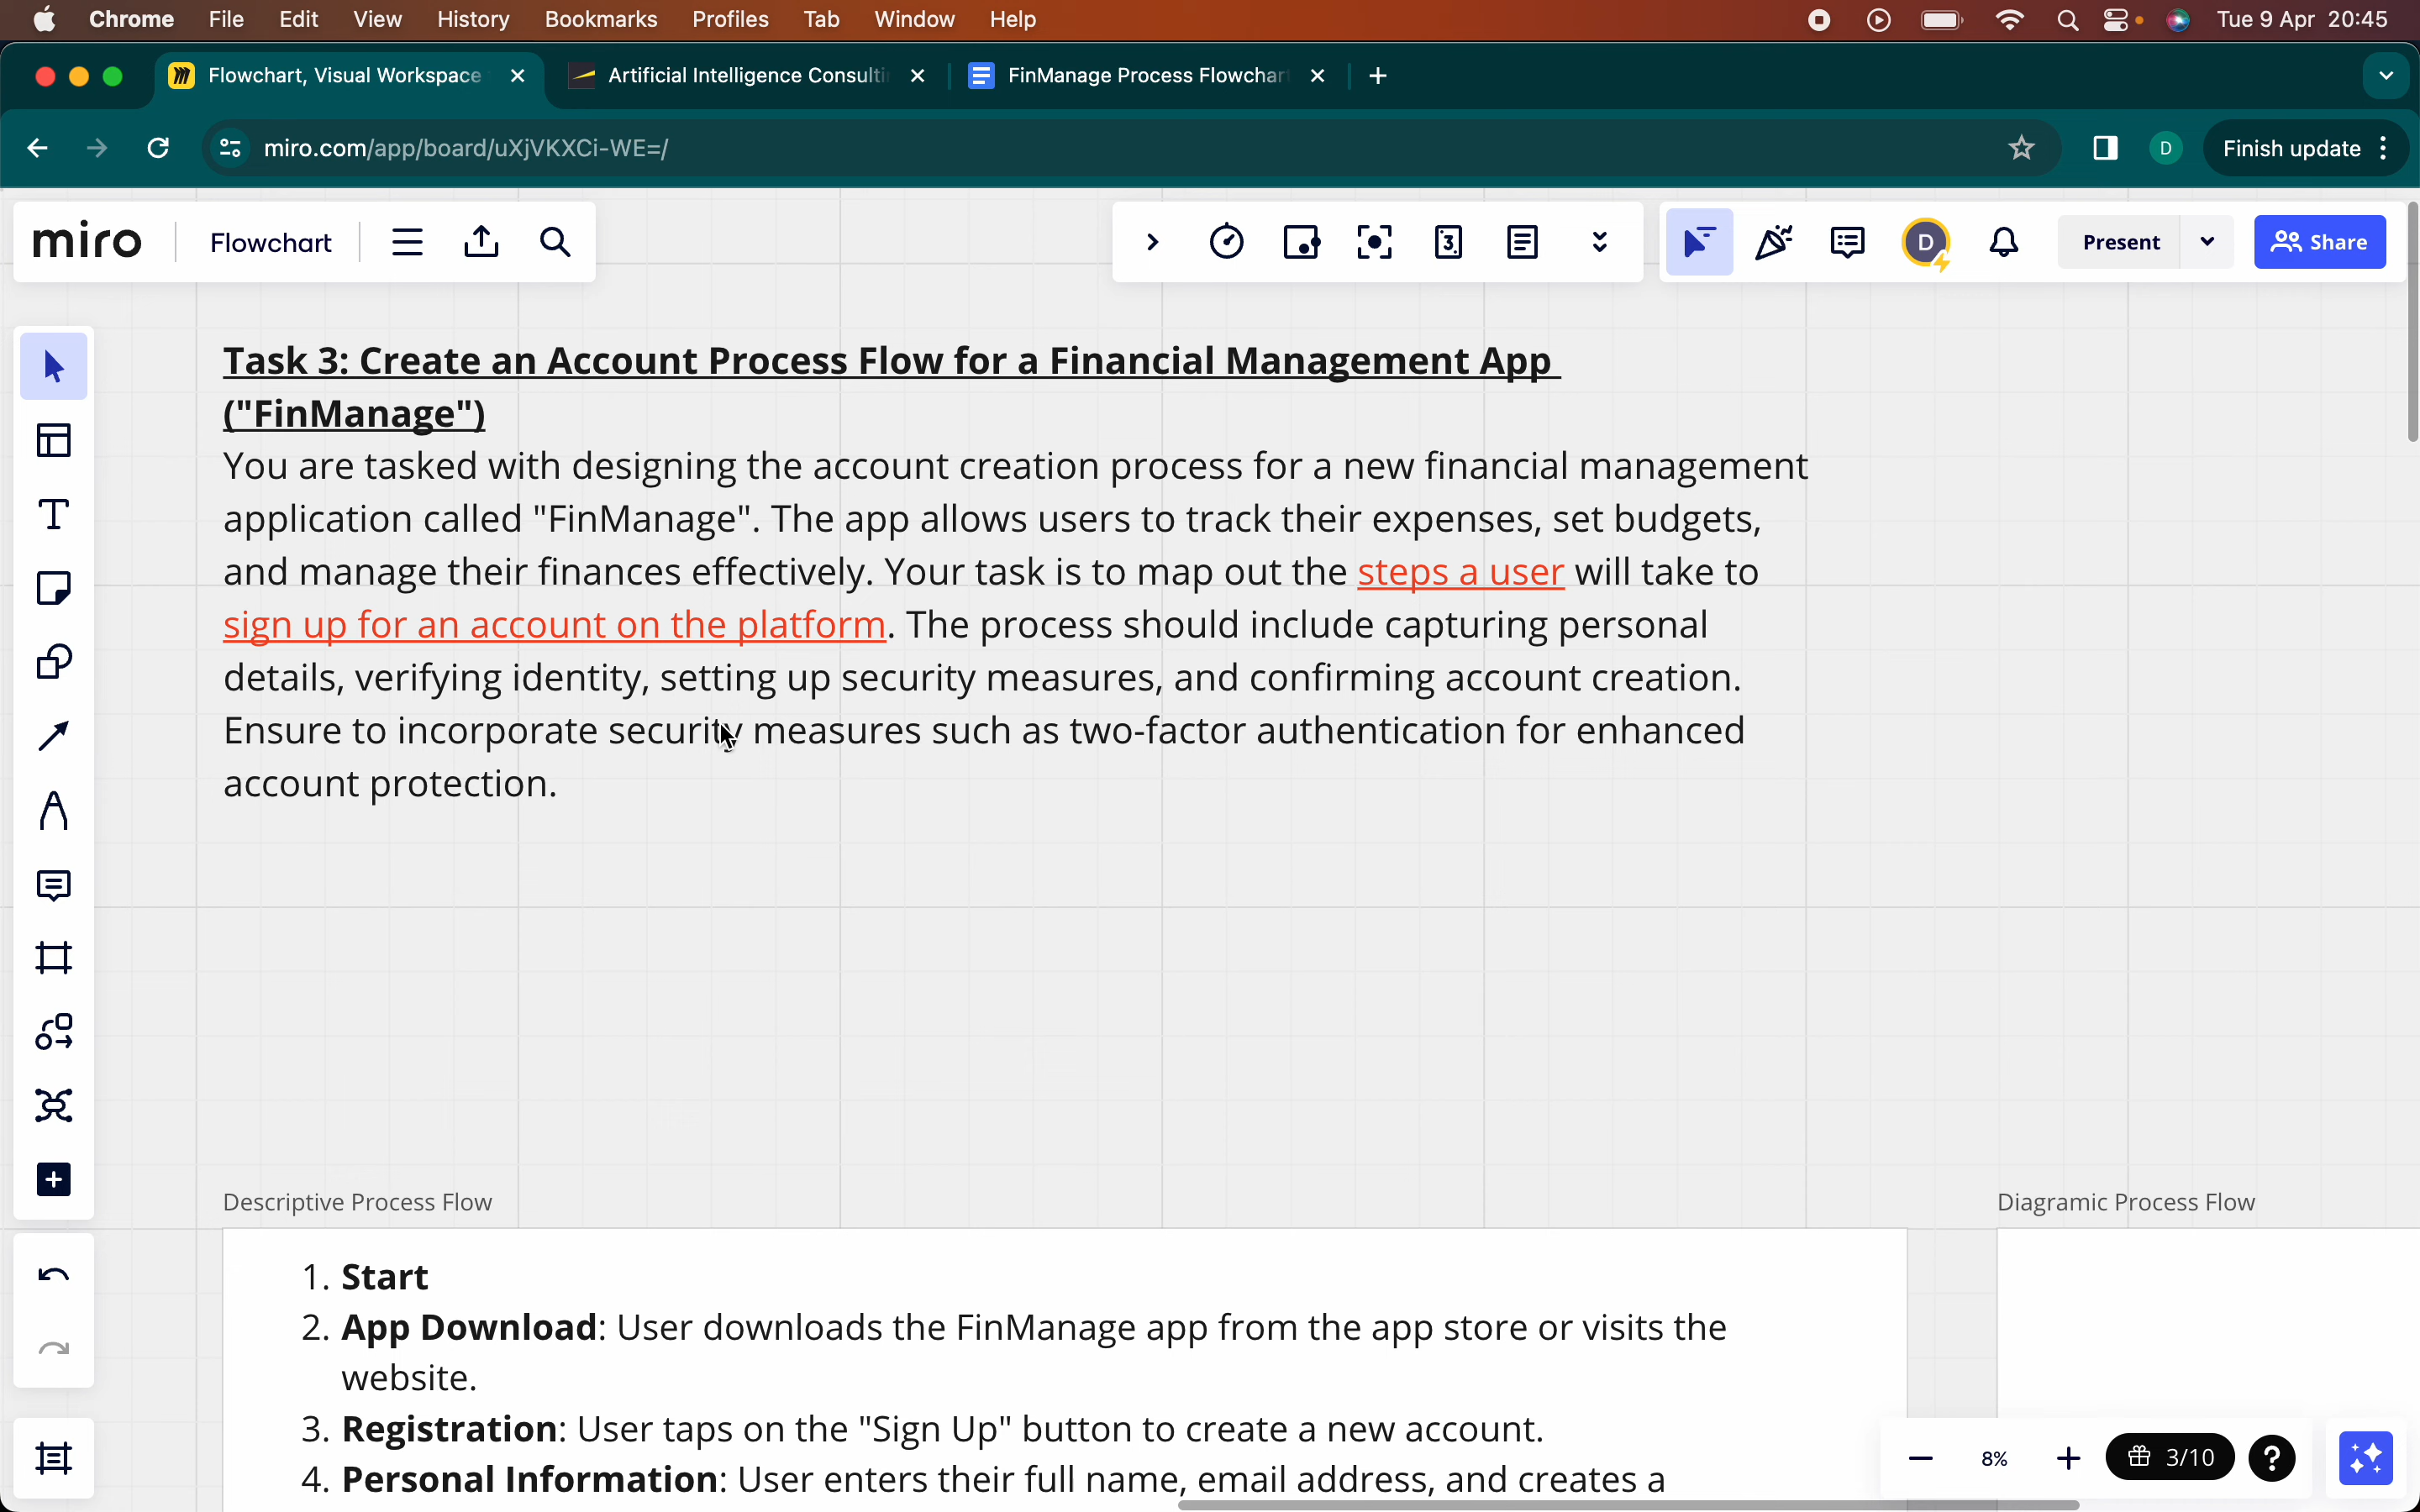 Chrome File Edit View History Bookmarks Profiles Tab Window Help Tue 9 Apr 20:45
Flowchart, Visual Workspace Artificial Intelligence Consulti FinManage Process Flowchar
miro.com/app/board/uXjVKXCi-WE=/ D Finish update
miro Flowchart 3 D Present Share
Task 3: Create an Account Process Flow for a Financial Management App
("FinManage")
You are tasked with designing the account creation process for a new financial management
application called "FinManage". The app allows users to track their expenses, set budgets,
and manage their finances effectively. Your task is to map out the steps a user will take to
sign up for an account on the platform. The process should include capturing personal
details, verifying identity, setting up security measures, and confirming account creation.
Ensure to incorporate security measures such as two-factor authentication for enhanced
account protection.
Descriptive Process Flow
Diagramic Process Flow
1. Start
2. App Download: User downloads the FinManage app from the app store or visits the
website.
3. Registration: User taps on the "Sign Up" button to create a new account.
4. Personal Information: User enters their full name, email address, and creates a
8% 3/10 ?